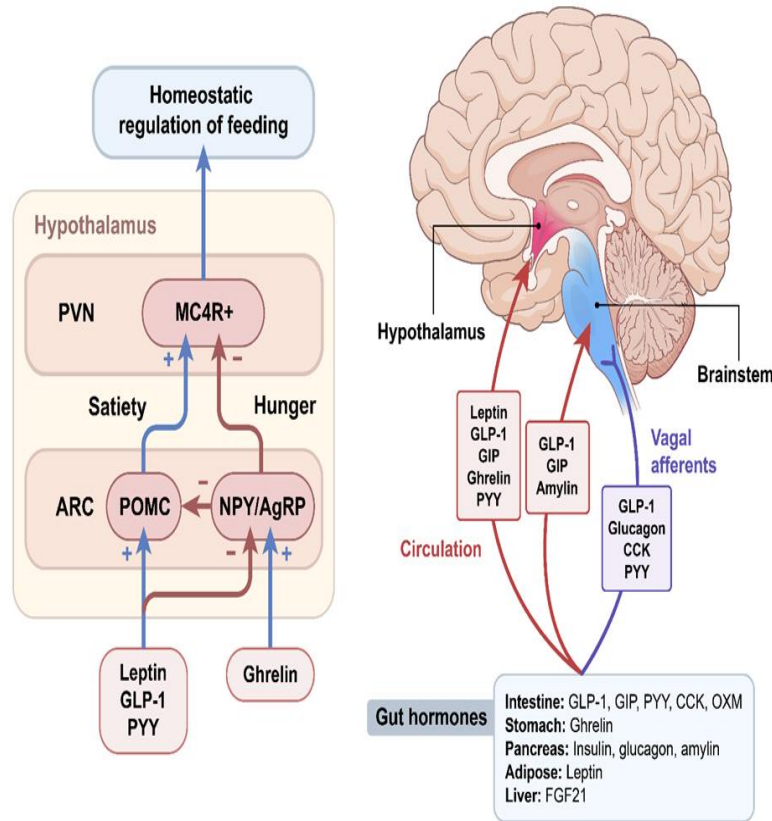 Homeostatic
regulation of feeding
Hypothalamus
PVN
MC4R+
+
–
Satiety
Hunger
ARC
POMC
–
NPY/AgRP
+
–
+
Leptin
GLP-1
PYY
Ghrelin
Hypothalamus
Brainstem
Leptin
GLP-1
GIP
Ghrelin
PYY
GLP-1
GIP
Amylin
Vagal
afferents
GLP-1
Glucagon
CCK
PYY
Circulation
Gut hormones
Intestine: GLP-1, GIP, PYY, CCK, OXM
Stomach: Ghrelin
Pancreas: Insulin, glucagon, amylin
Adipose: Leptin
Liver: FGF21